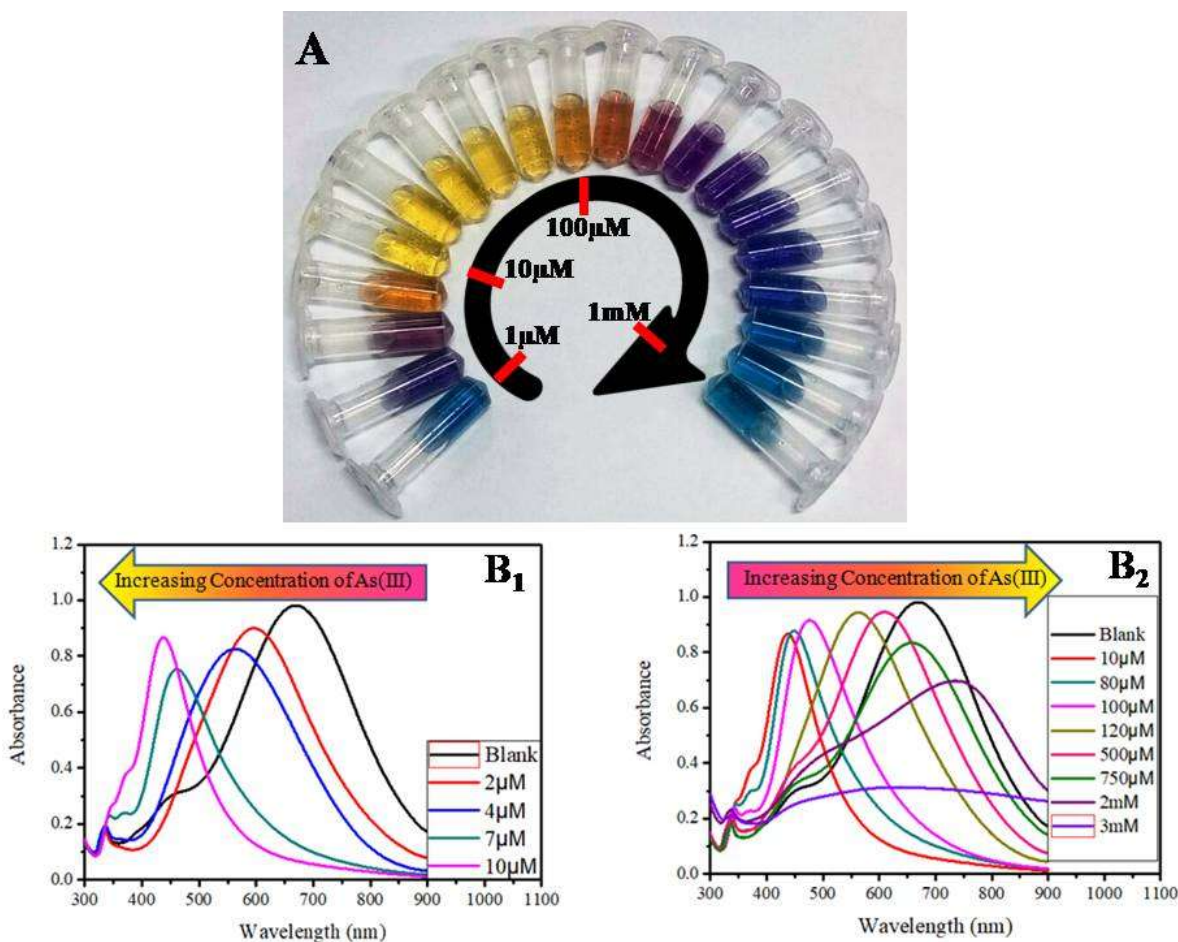 A
100μM
10μM
1mM
1μM
B1
Increasing Concentration of As(III)
1.2
1.0
0.8
0.6
0.4
0.2
0.0
Absorbance
Blank
2μM
4μM
7μM
10μM
300 400 500 600 700 800 900 1000 1100
Wavelength (nm)
B2
Increasing Concentration of As(III)
1.2
1.0
0.8
0.6
0.4
0.2
0.0
Absorbance
Blank
10μM
80μM
100μM
120μM
500μM
750μM
2mM
3mM
300 400 500 600 700 800 900 1000 1100
Wavelength (nm)